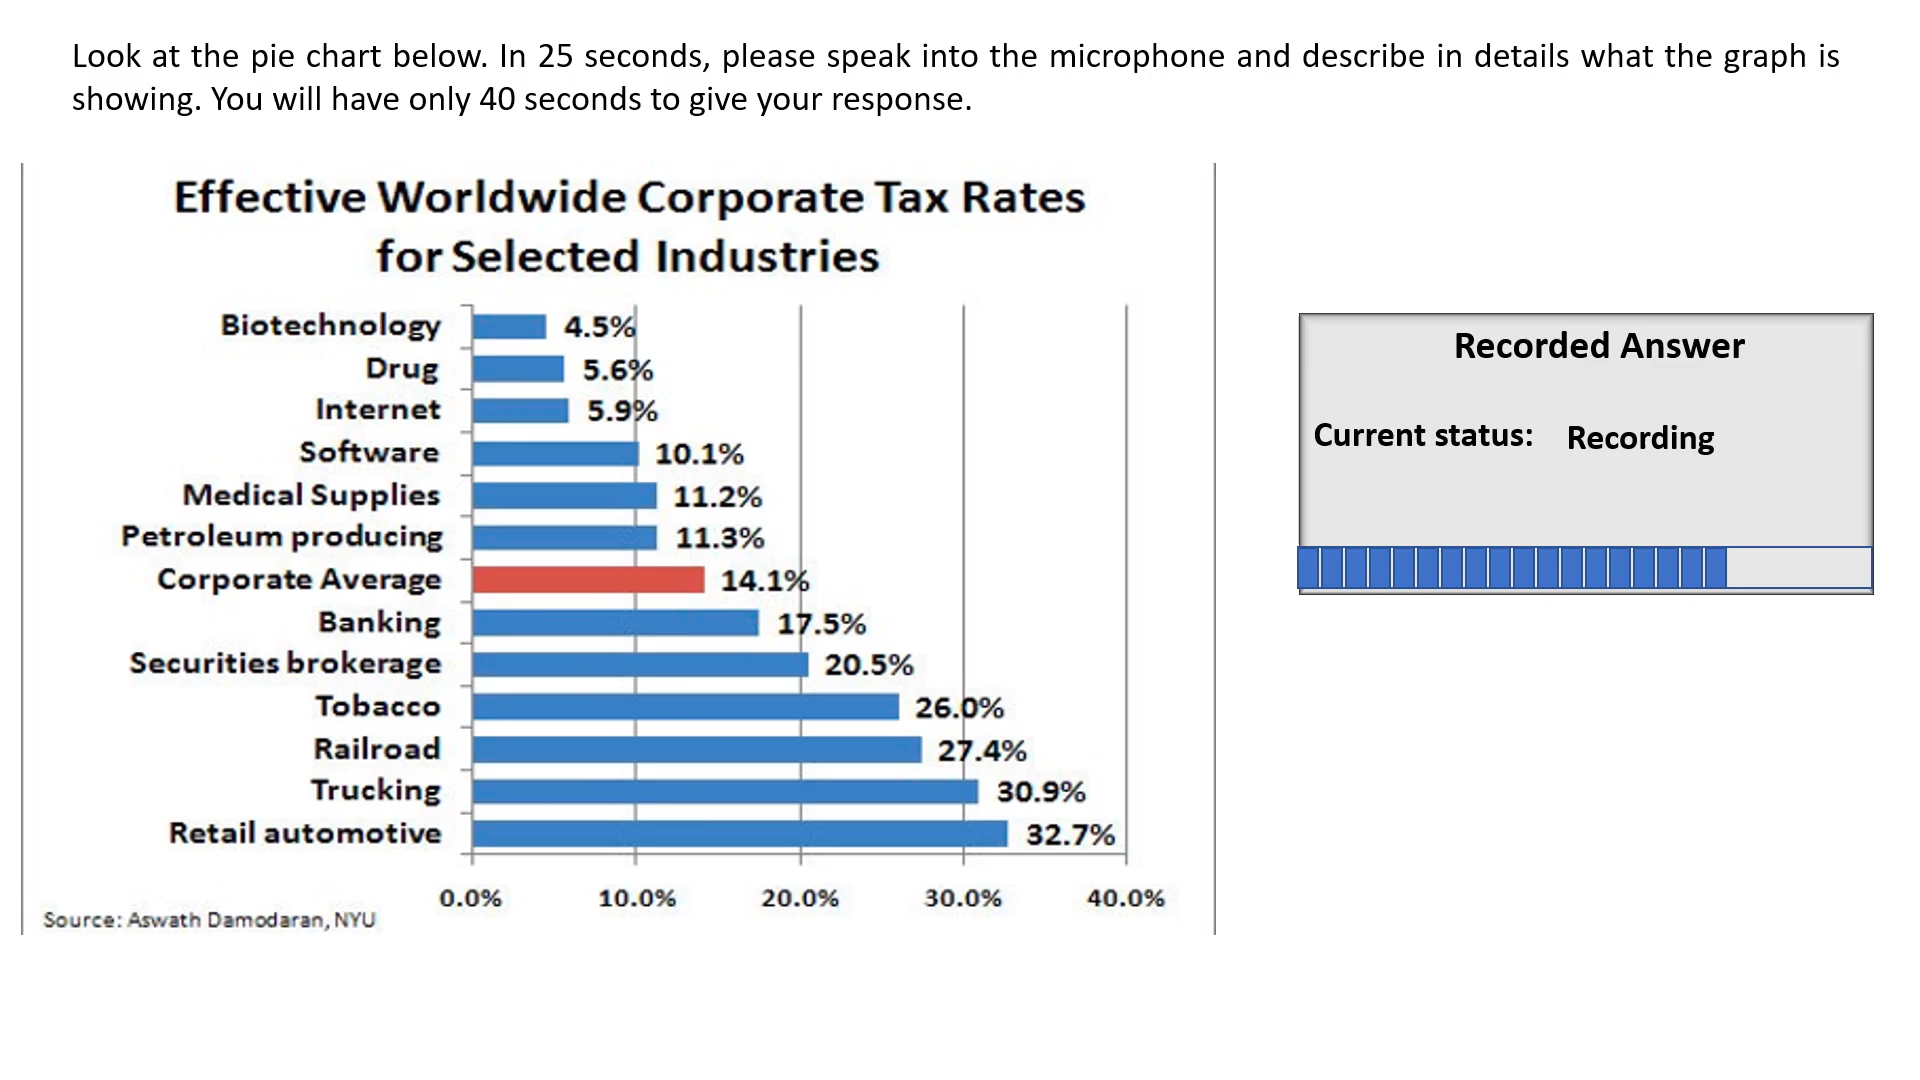 Look at the pie chart below. In 25 seconds, please speak into the microphone and describe in details what the graph is
showing. You will have only 40 seconds to give your response.
Effective Worldwide Corporate Tax Rates
for Selected Industries
Biotechnology 4.5%
Drug 5.6%
Internet 5.9%
Software 10.1%
Medical Supplies 11.2%
Petroleum producing 11.3%
Corporate Average 14.1%
Banking 17.5%
Securities brokerage 20.5%
Tobacco 26.0%
Railroad 27.4%
Trucking 30.9%
Retail automotive 32.7%
0.0% 10.0% 20.0% 30.0% 40.0%
Source: Aswath Damodaran, NYU
Recorded Answer
Current status: Recording